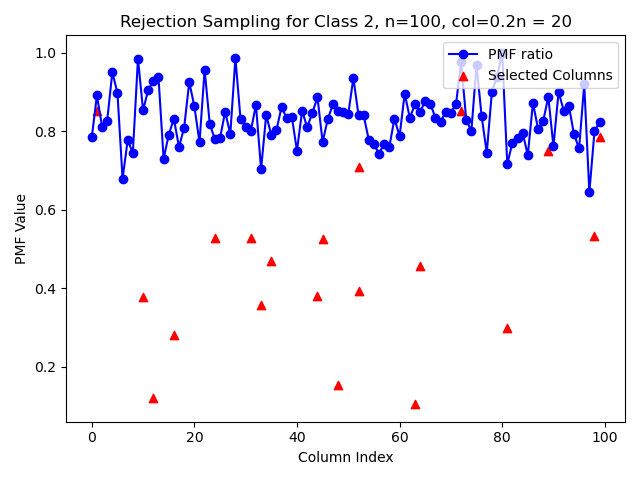 Rejection Sampling for Class 2, n=100, col=0.2n = 20
PMF ratio
Selected Columns
PMF Value
1.0
0.8
0.6
0.4
0.2
0 20 40 60 80 100
Column Index